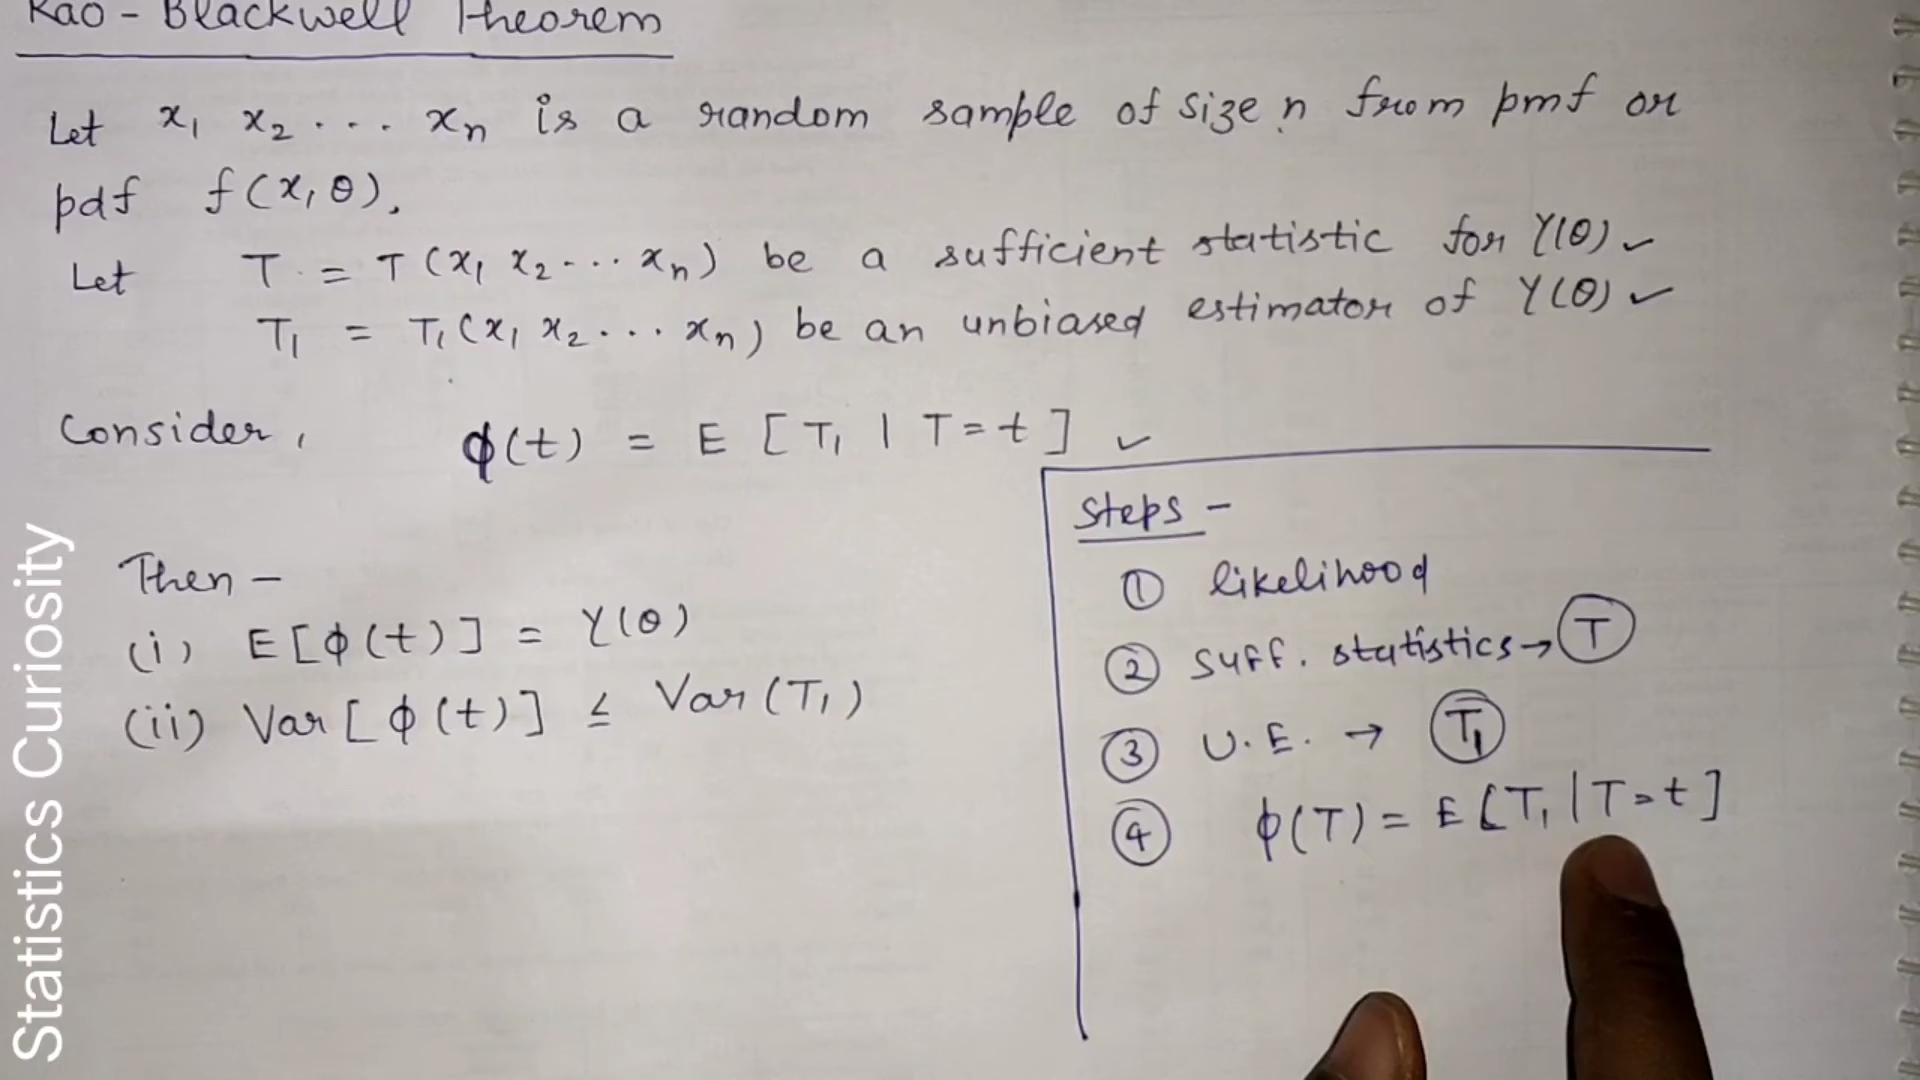 Rao - Blackwell Theorem
Let x₁ x₂ ... xₙ is a random sample of size n from pmf or
pdf f(x, θ).
Let T = T(x₁ x₂ ... xₙ) be a sufficient statistic for Υ(θ) ✓
T₁ = T₁(x₁ x₂ ... xₙ) be an unbiased estimator of Υ(θ) ✓
Consider, ϕ(t) = E [T₁ | T = t] ✓
Then -
(i) E[ϕ(t)] = Υ(θ)
(ii) Var[ϕ(t)] ≤ Var(T₁)
Steps -
① likelihood
② Suff. statistics → T
③ U.E. → T₁
④ ϕ(T) = E[T₁ | T = t]
Statistics Curiosity